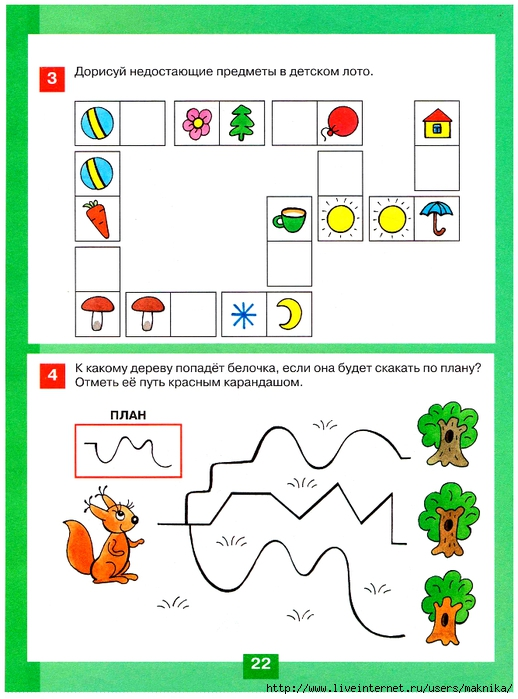 3
Дорисуй недостающие предметы в детском лото.
4
К какому дереву попадёт белочка, если она будет скакать по плану?
Отметь её путь красным карандашом.
ПЛАН
22
http://www.liveinternet.ru/users/maknika/